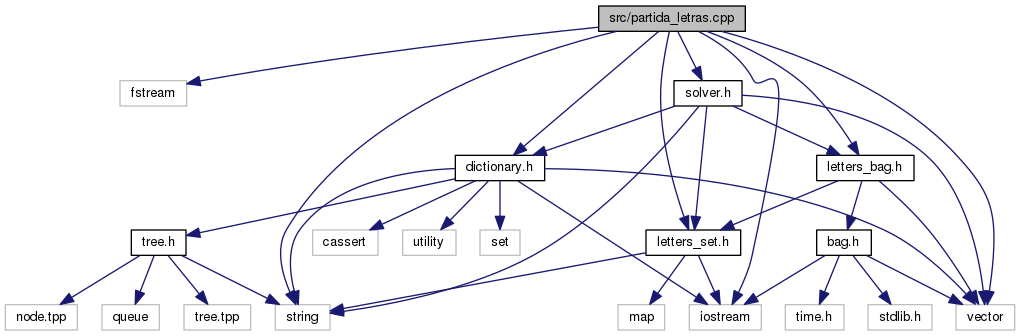 src/partida_letras.cpp
fstream
solver.h
dictionary.h
letters_bag.h
tree.h
cassert
utility
set
letters_set.h
bag.h
node.tpp
queue
tree.tpp
string
map
iostream
time.h
stdlib.h
vector